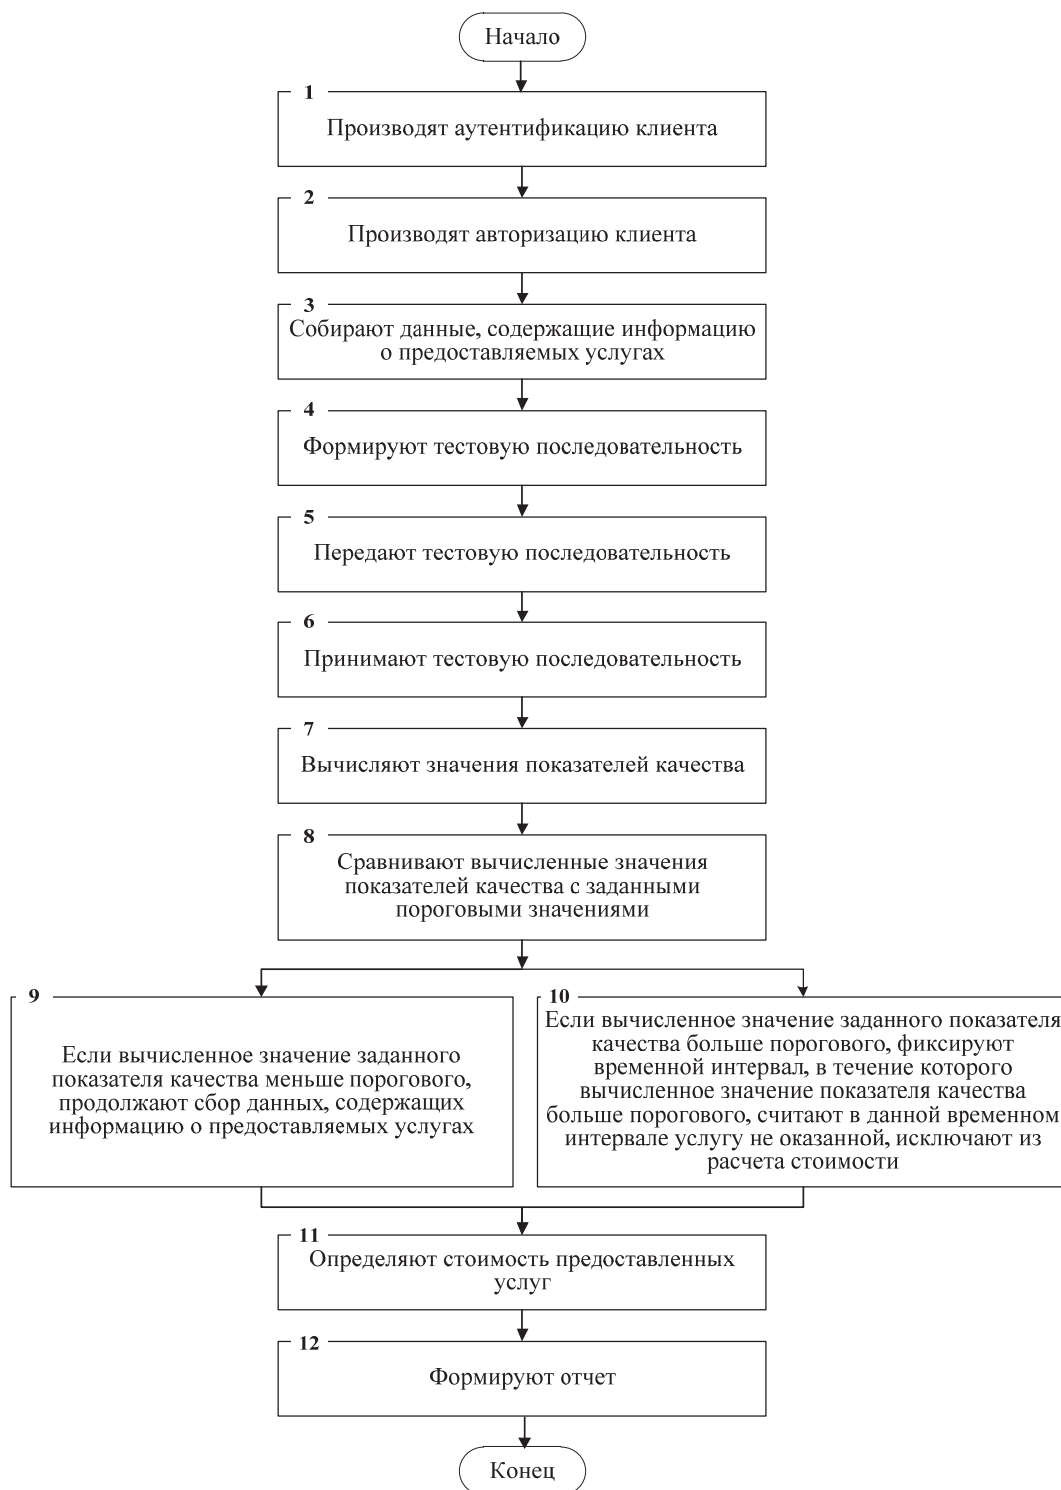 Начало
1
Производят аутентификацию клиента
2
Производят авторизацию клиента
3
Собирают данные, содержащие информацию
о предоставляемых услугах
4
Формируют тестовую последовательность
5
Передают тестовую последовательность
6
Принимают тестовую последовательность
7
Вычисляют значения показателей качества
8
Сравнивают вычисленные значения
показателей качества с заданными
пороговыми значениями
9
Если вычисленное значение заданного
показателя качества меньше порогового,
продолжают сбор данных, содержащих
информацию о предоставляемых услугах
10
Если вычисленное значение заданного показателя
качества больше порогового, фиксируют
временной интервал, в течение которого
вычисленное значение показателя качества
больше порогового, считают в данной временном
интервале услугу не оказанной, исключают из
расчета стоимости
11
Определяют стоимость предоставленных
услуг
12
Формируют отчет
Конец